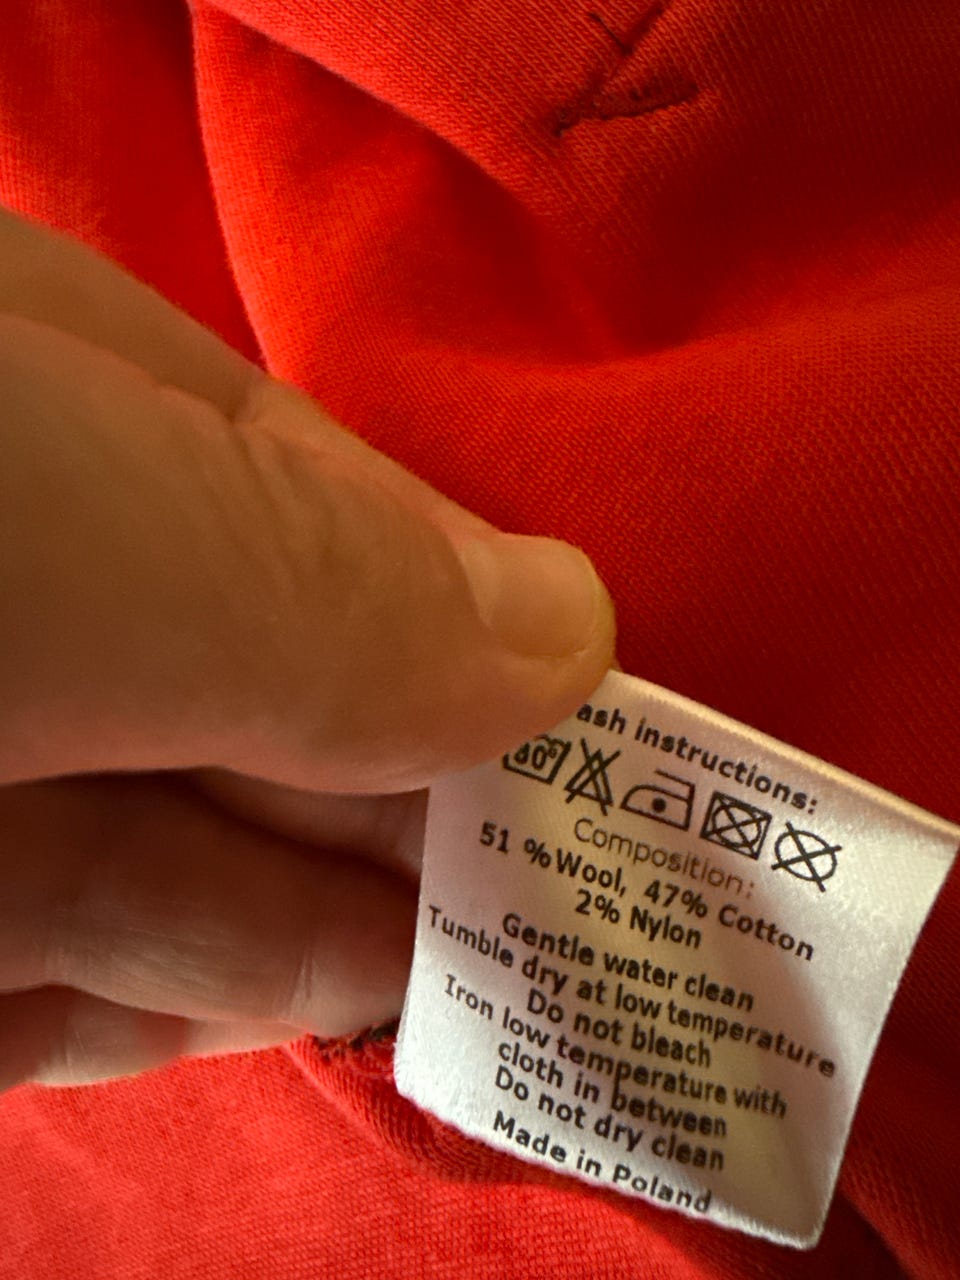 ash instructions:
30°
Composition:
51 %Wool, 47% Cotton
2% Nylon
Gentle water clean
Tumble dry at low temperature
Do not bleach
Iron low temperature with
cloth in between
Do not dry clean
Made in Poland